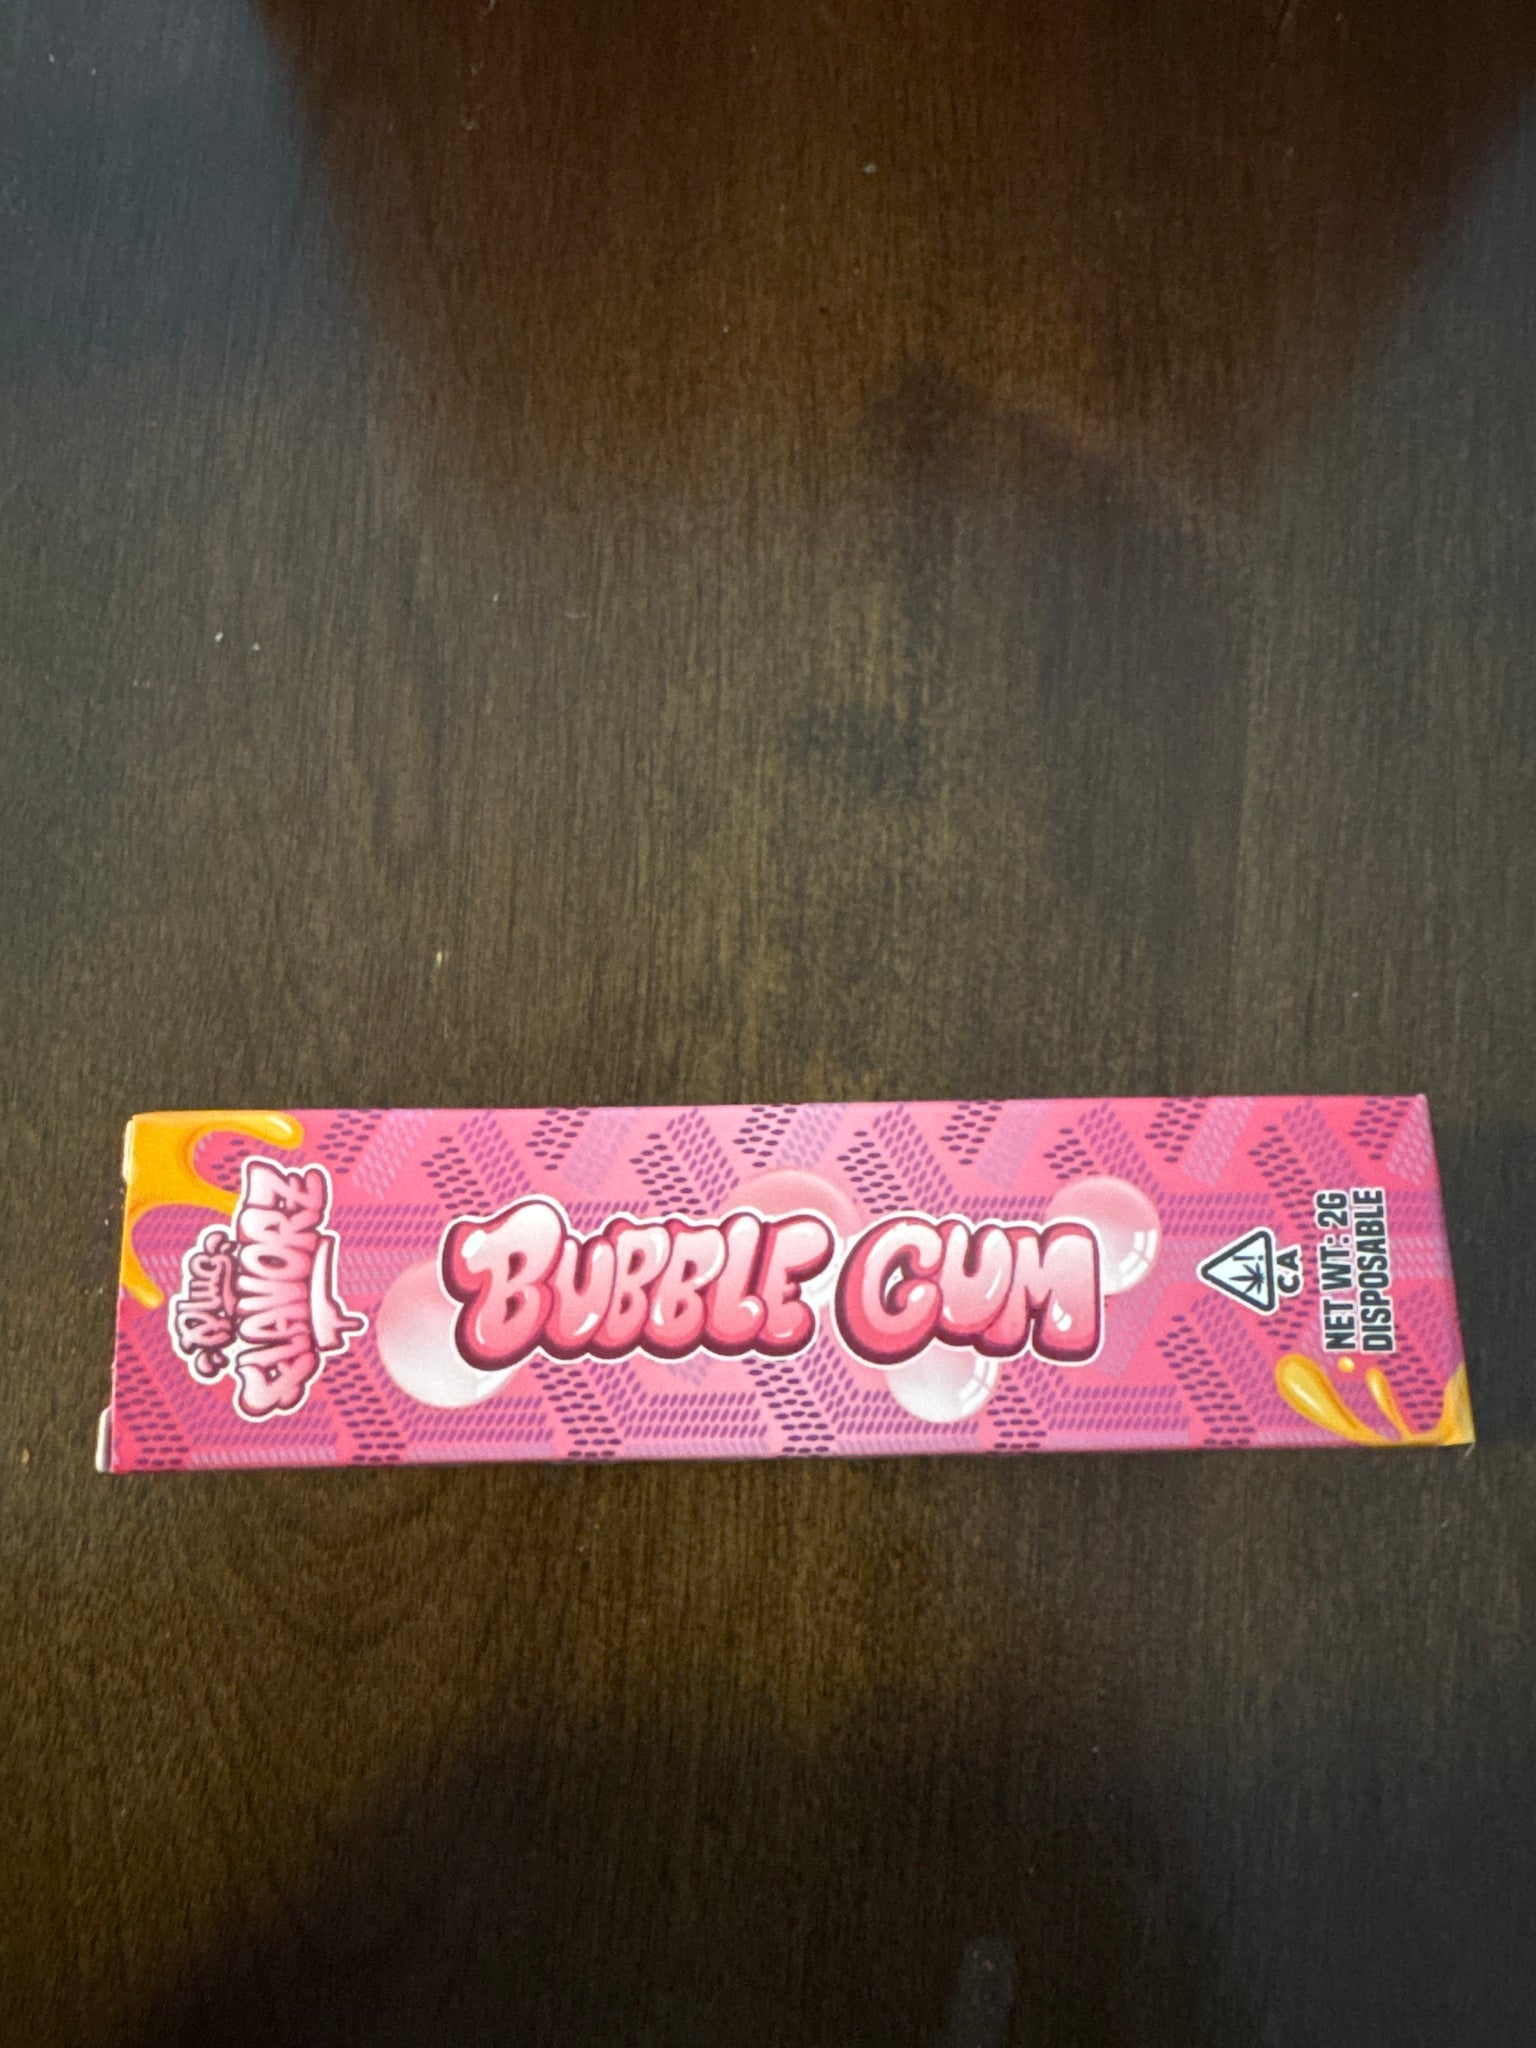 Plug
FLAVORZ
BUBBLE GUM
!
CA
NET WT: 2G
DISPOSABLE